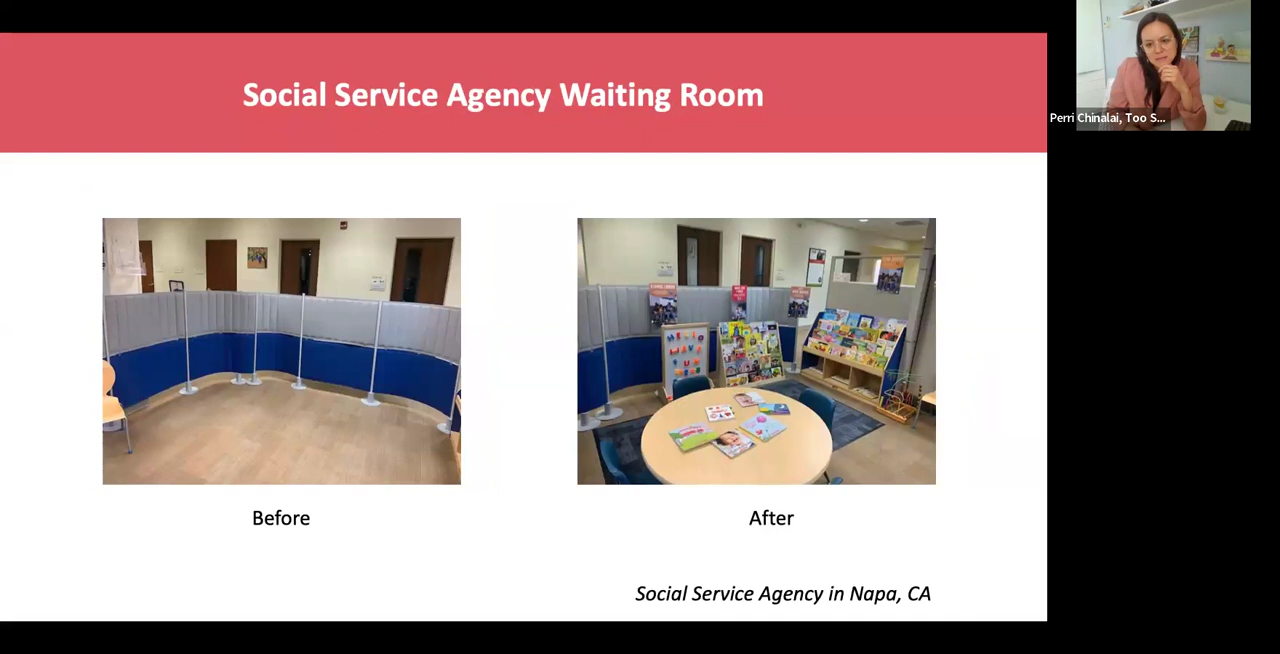 Social Service Agency Waiting Room
Perri Chinalai, Too S...
Before
After
Social Service Agency in Napa, CA